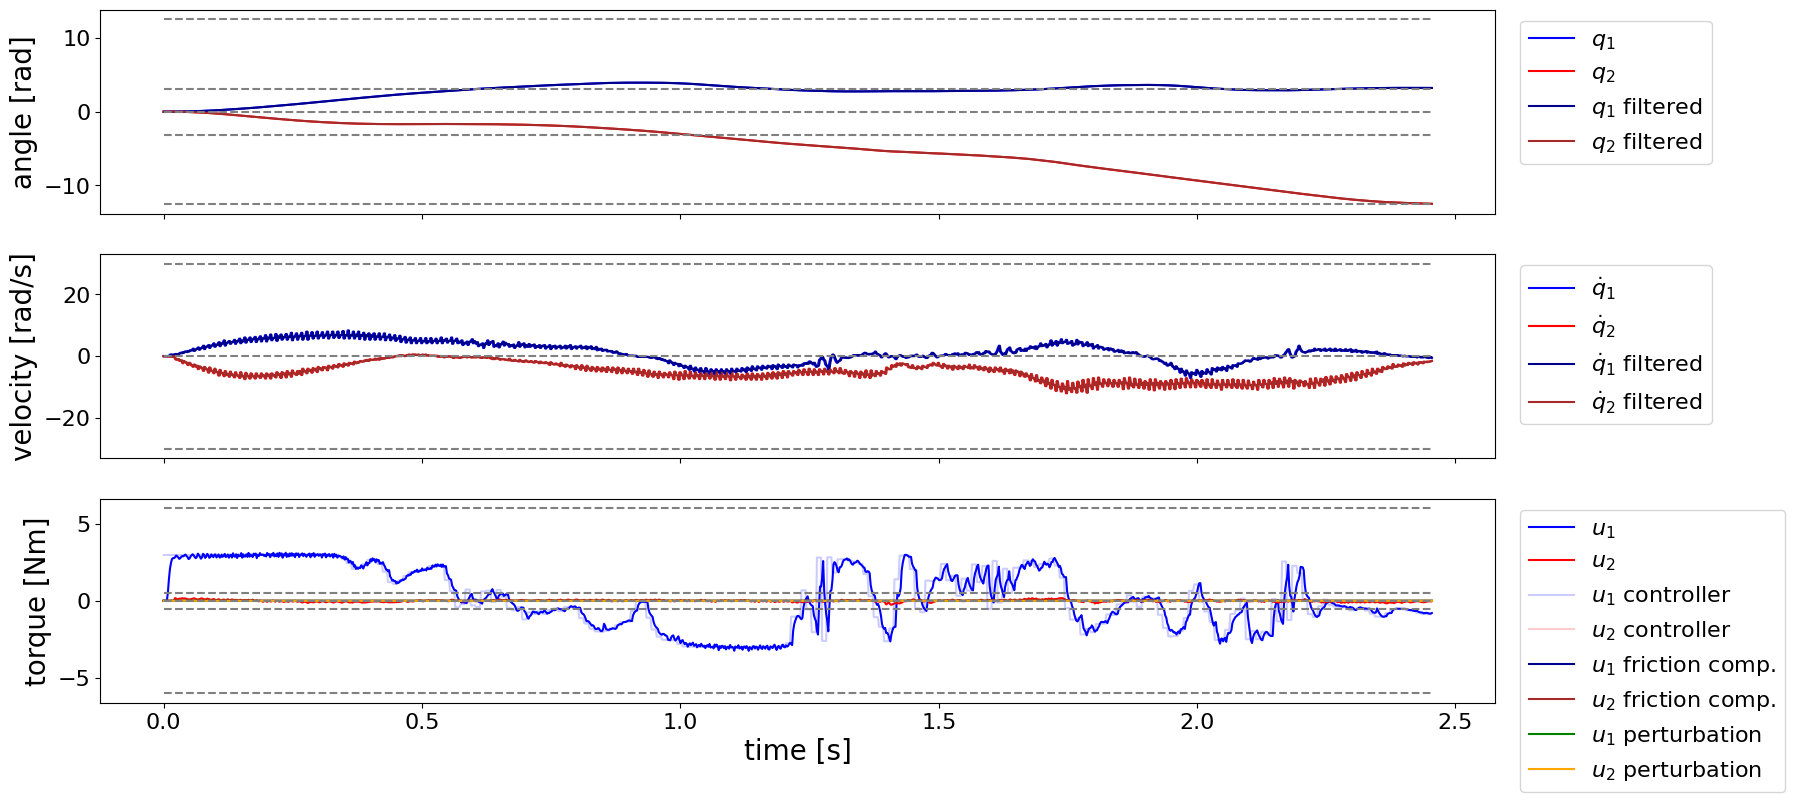 angle [rad]
10
0
−10
q₁
q₂
q₁ filtered
q₂ filtered
velocity [rad/s]
20
0
−20
q̇₁
q̇₂
q̇₁ filtered
q̇₂ filtered
torque [Nm]
5
0
−5
0.0 0.5 1.0 1.5 2.0 2.5
time [s]
u₁
u₂
u₁ controller
u₂ controller
u₁ friction comp.
u₂ friction comp.
u₁ perturbation
u₂ perturbation